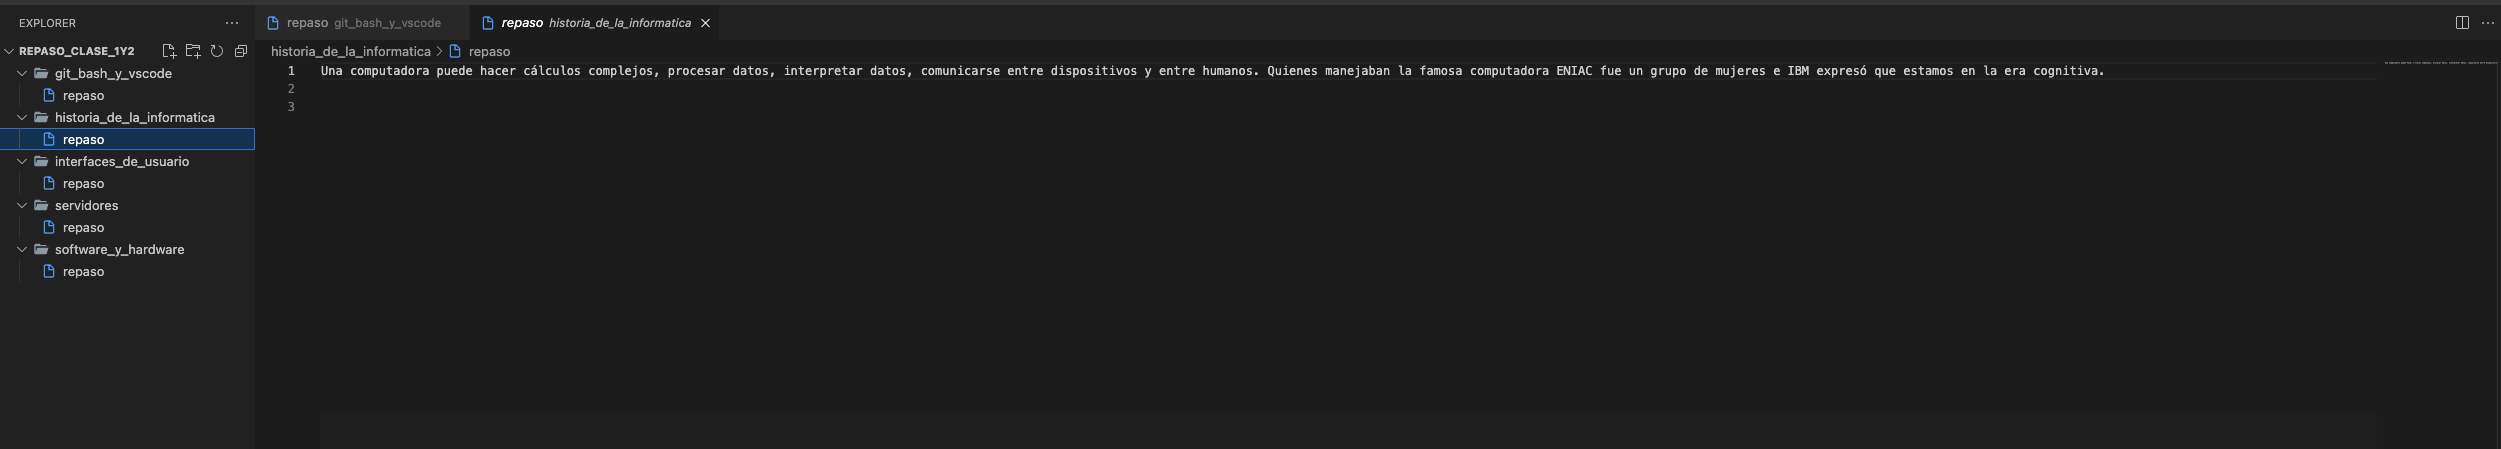 EXPLORER
REPASO_CLASE_1Y2
git_bash_y_vscode
repaso
historia_de_la_informatica
repaso
interfaces_de_usuario
repaso
servidores
repaso
software_y_hardware
repaso
repaso git_bash_y_vscode
repaso historia_de_la_informatica
historia_de_la_informatica > repaso
1 Una computadora puede hacer cálculos complejos, procesar datos, interpretar datos, comunicarse entre dispositivos y entre humanos. Quienes manejaban la famosa computadora ENIAC fue un grupo de mujeres e IBM expresó que estamos en la era cognitiva.
2
3